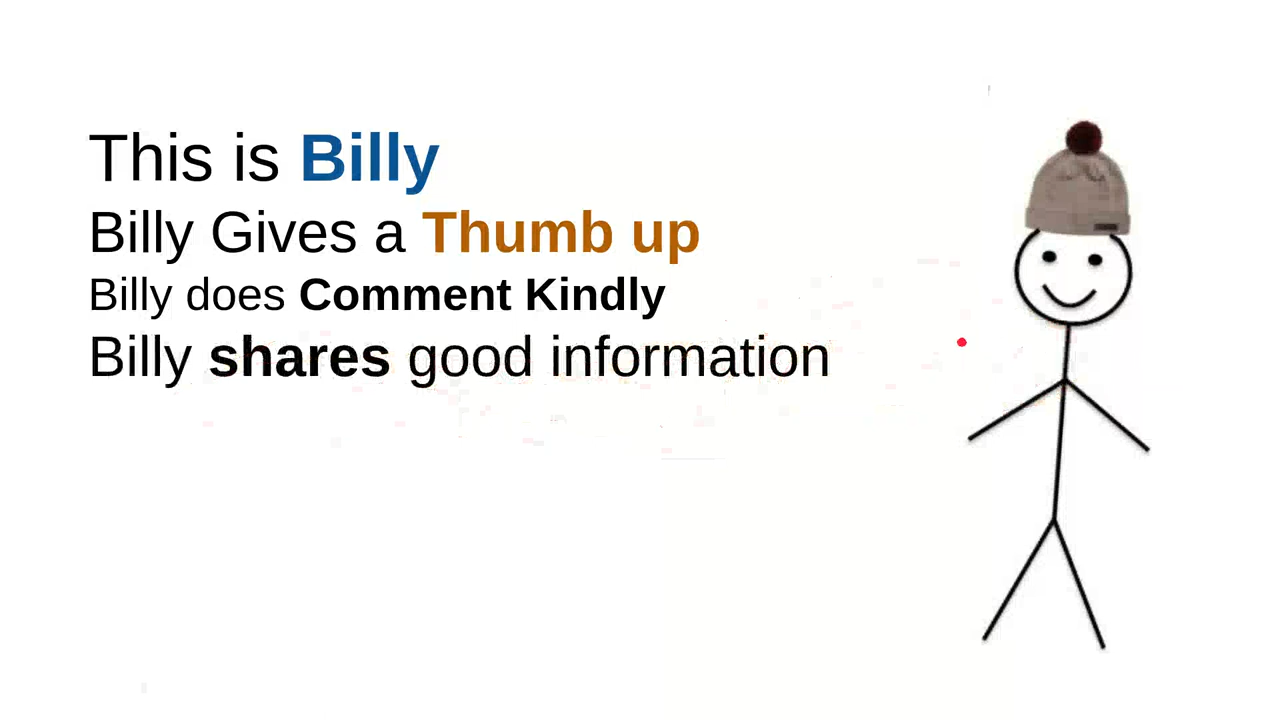 This is Billy
Billy Gives a Thumb up
Billy does Comment Kindly
Billy shares good information